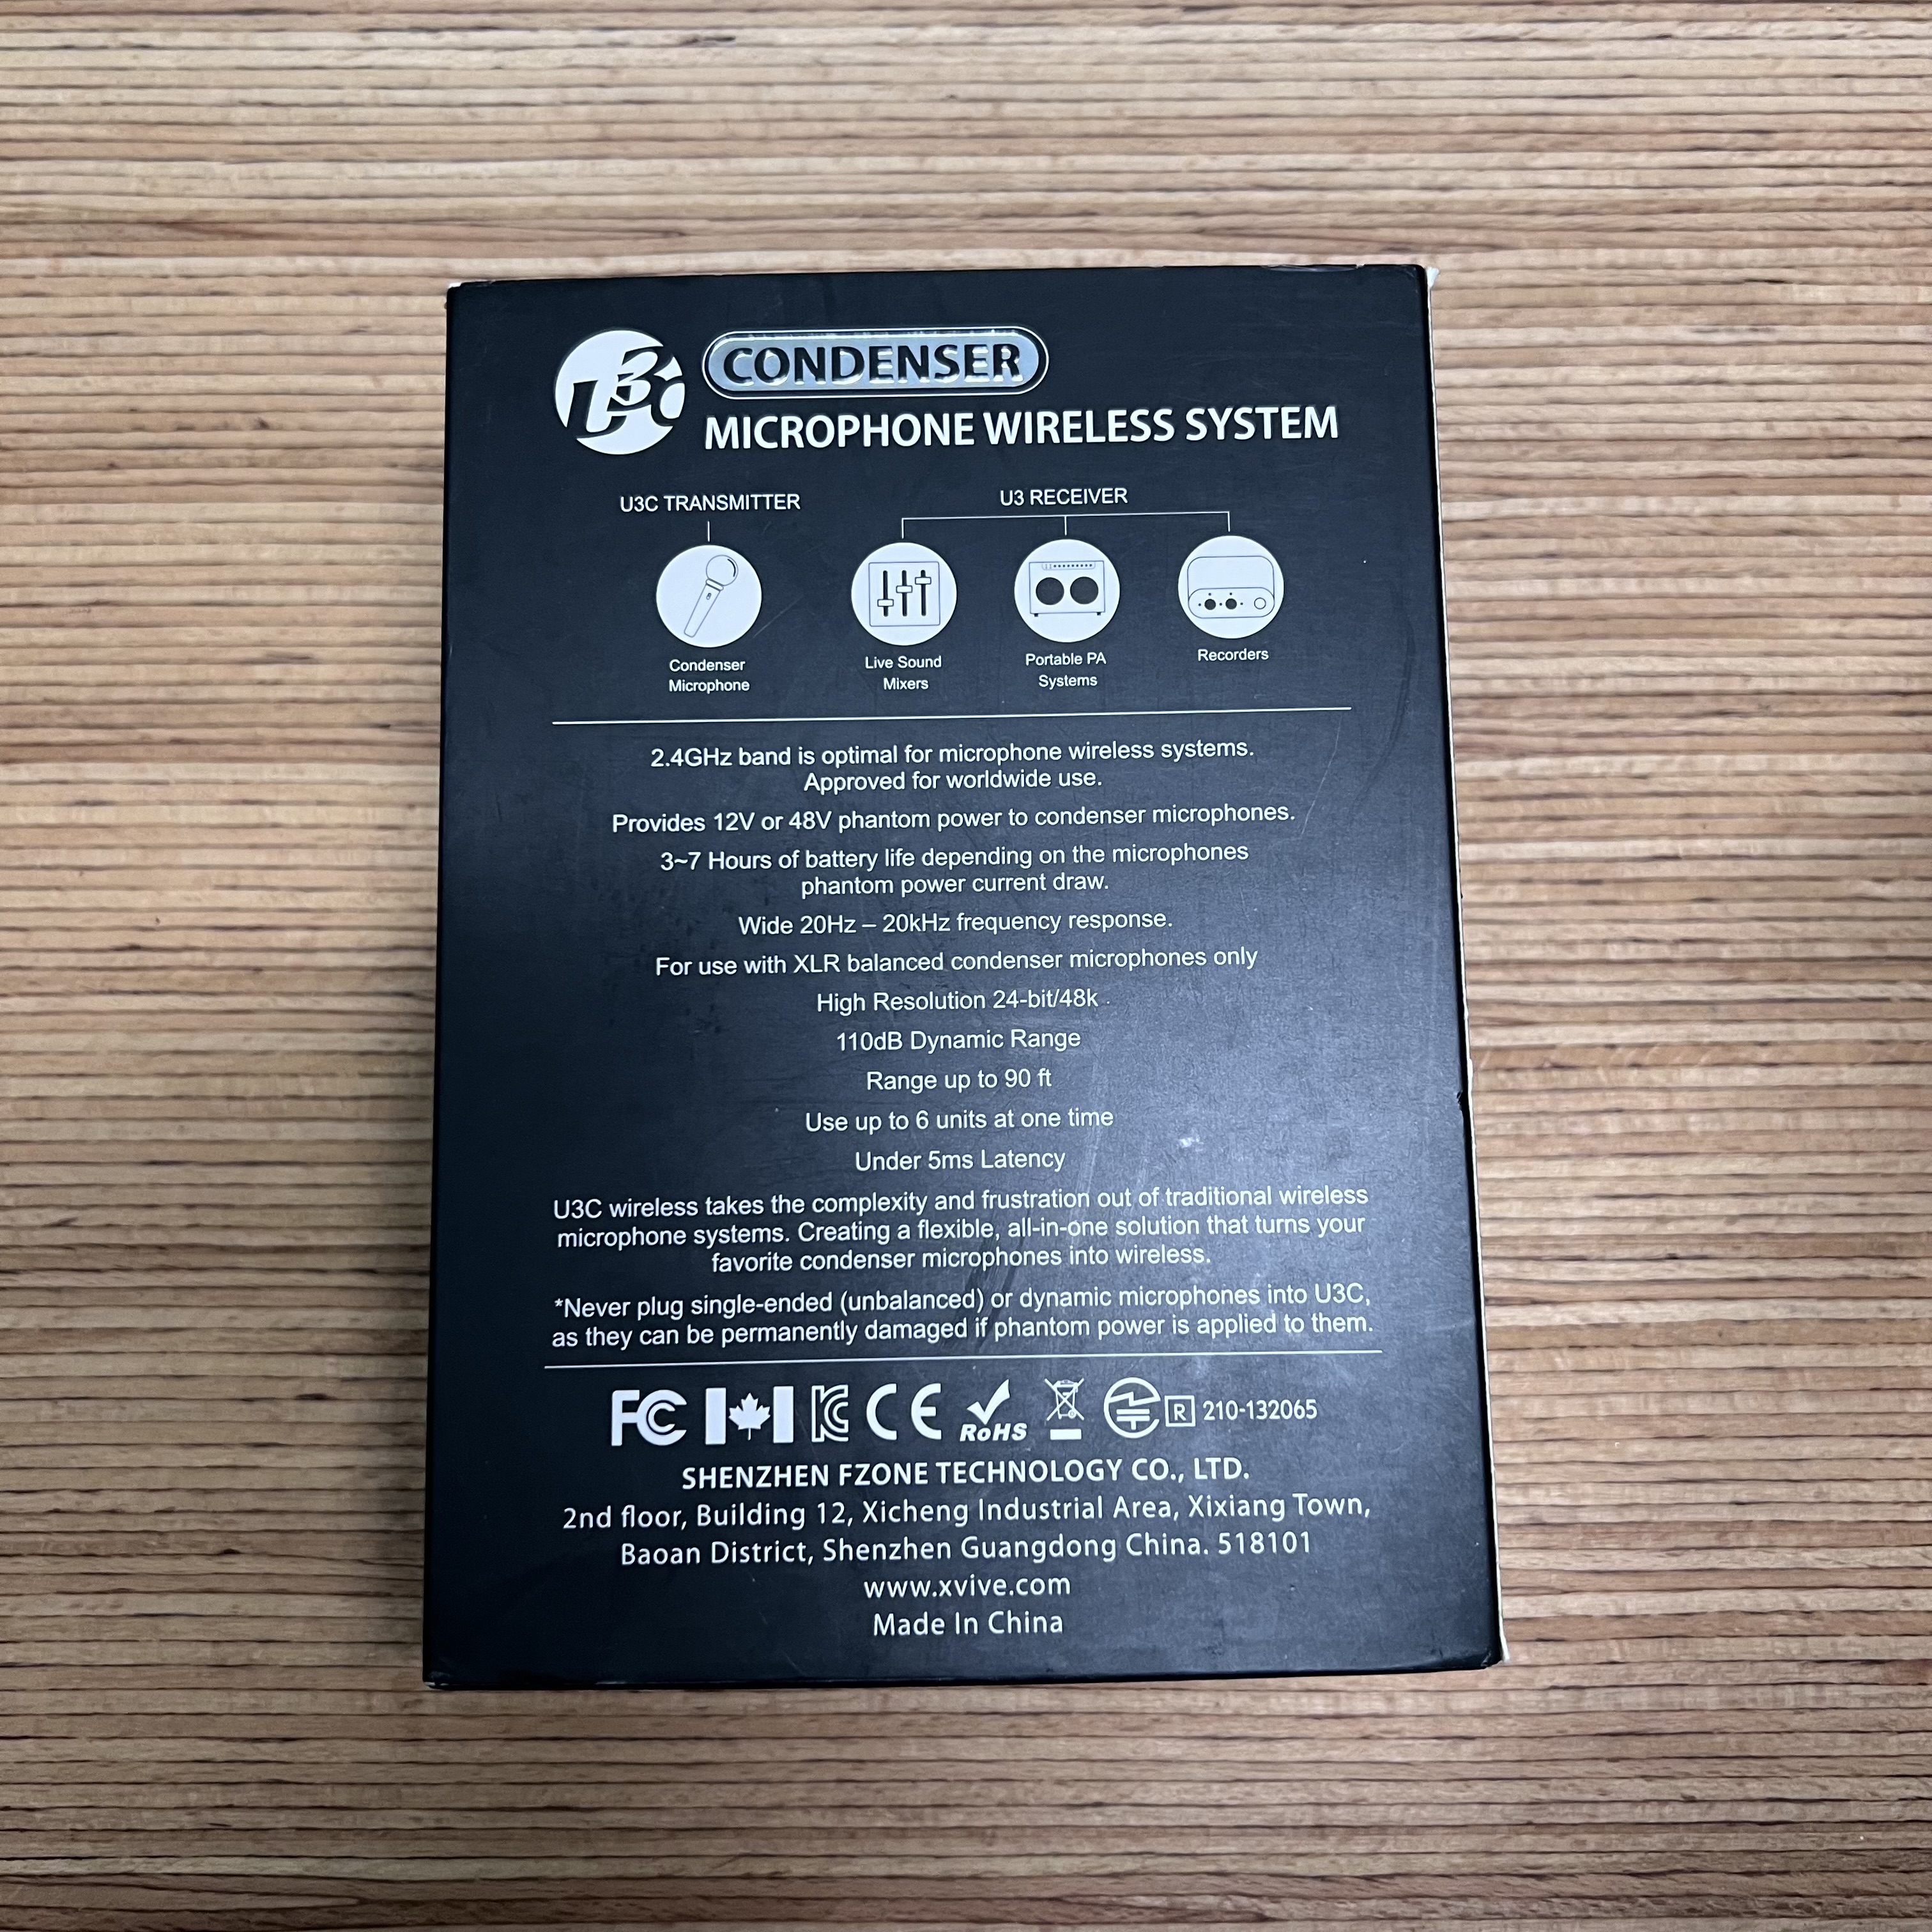 U3C
CONDENSER
MICROPHONE WIRELESS SYSTEM
U3C TRANSMITTER
U3 RECEIVER
Condenser
Microphone
Live Sound
Mixers
Portable PA
Systems
Recorders
2.4GHz band is optimal for microphone wireless systems.
Approved for worldwide use.
Provides 12V or 48V phantom power to condenser microphones.
3~7 Hours of battery life depending on the microphones
phantom power current draw.
Wide 20Hz – 20kHz frequency response.
For use with XLR balanced condenser microphones only
High Resolution 24-bit/48k .
110dB Dynamic Range
Range up to 90 ft
Use up to 6 units at one time
Under 5ms Latency
U3C wireless takes the complexity and frustration out of traditional wireless
microphone systems. Creating a flexible, all-in-one solution that turns your
favorite condenser microphones into wireless.
*Never plug single-ended (unbalanced) or dynamic microphones into U3C,
as they can be permanently damaged if phantom power is applied to them.
FC KC CE RoHS R 210-132065
SHENZHEN FZONE TECHNOLOGY CO., LTD.
2nd floor, Building 12, Xicheng Industrial Area, Xixiang Town,
Baoan District, Shenzhen Guangdong China. 518101
www.xvive.com
Made In China